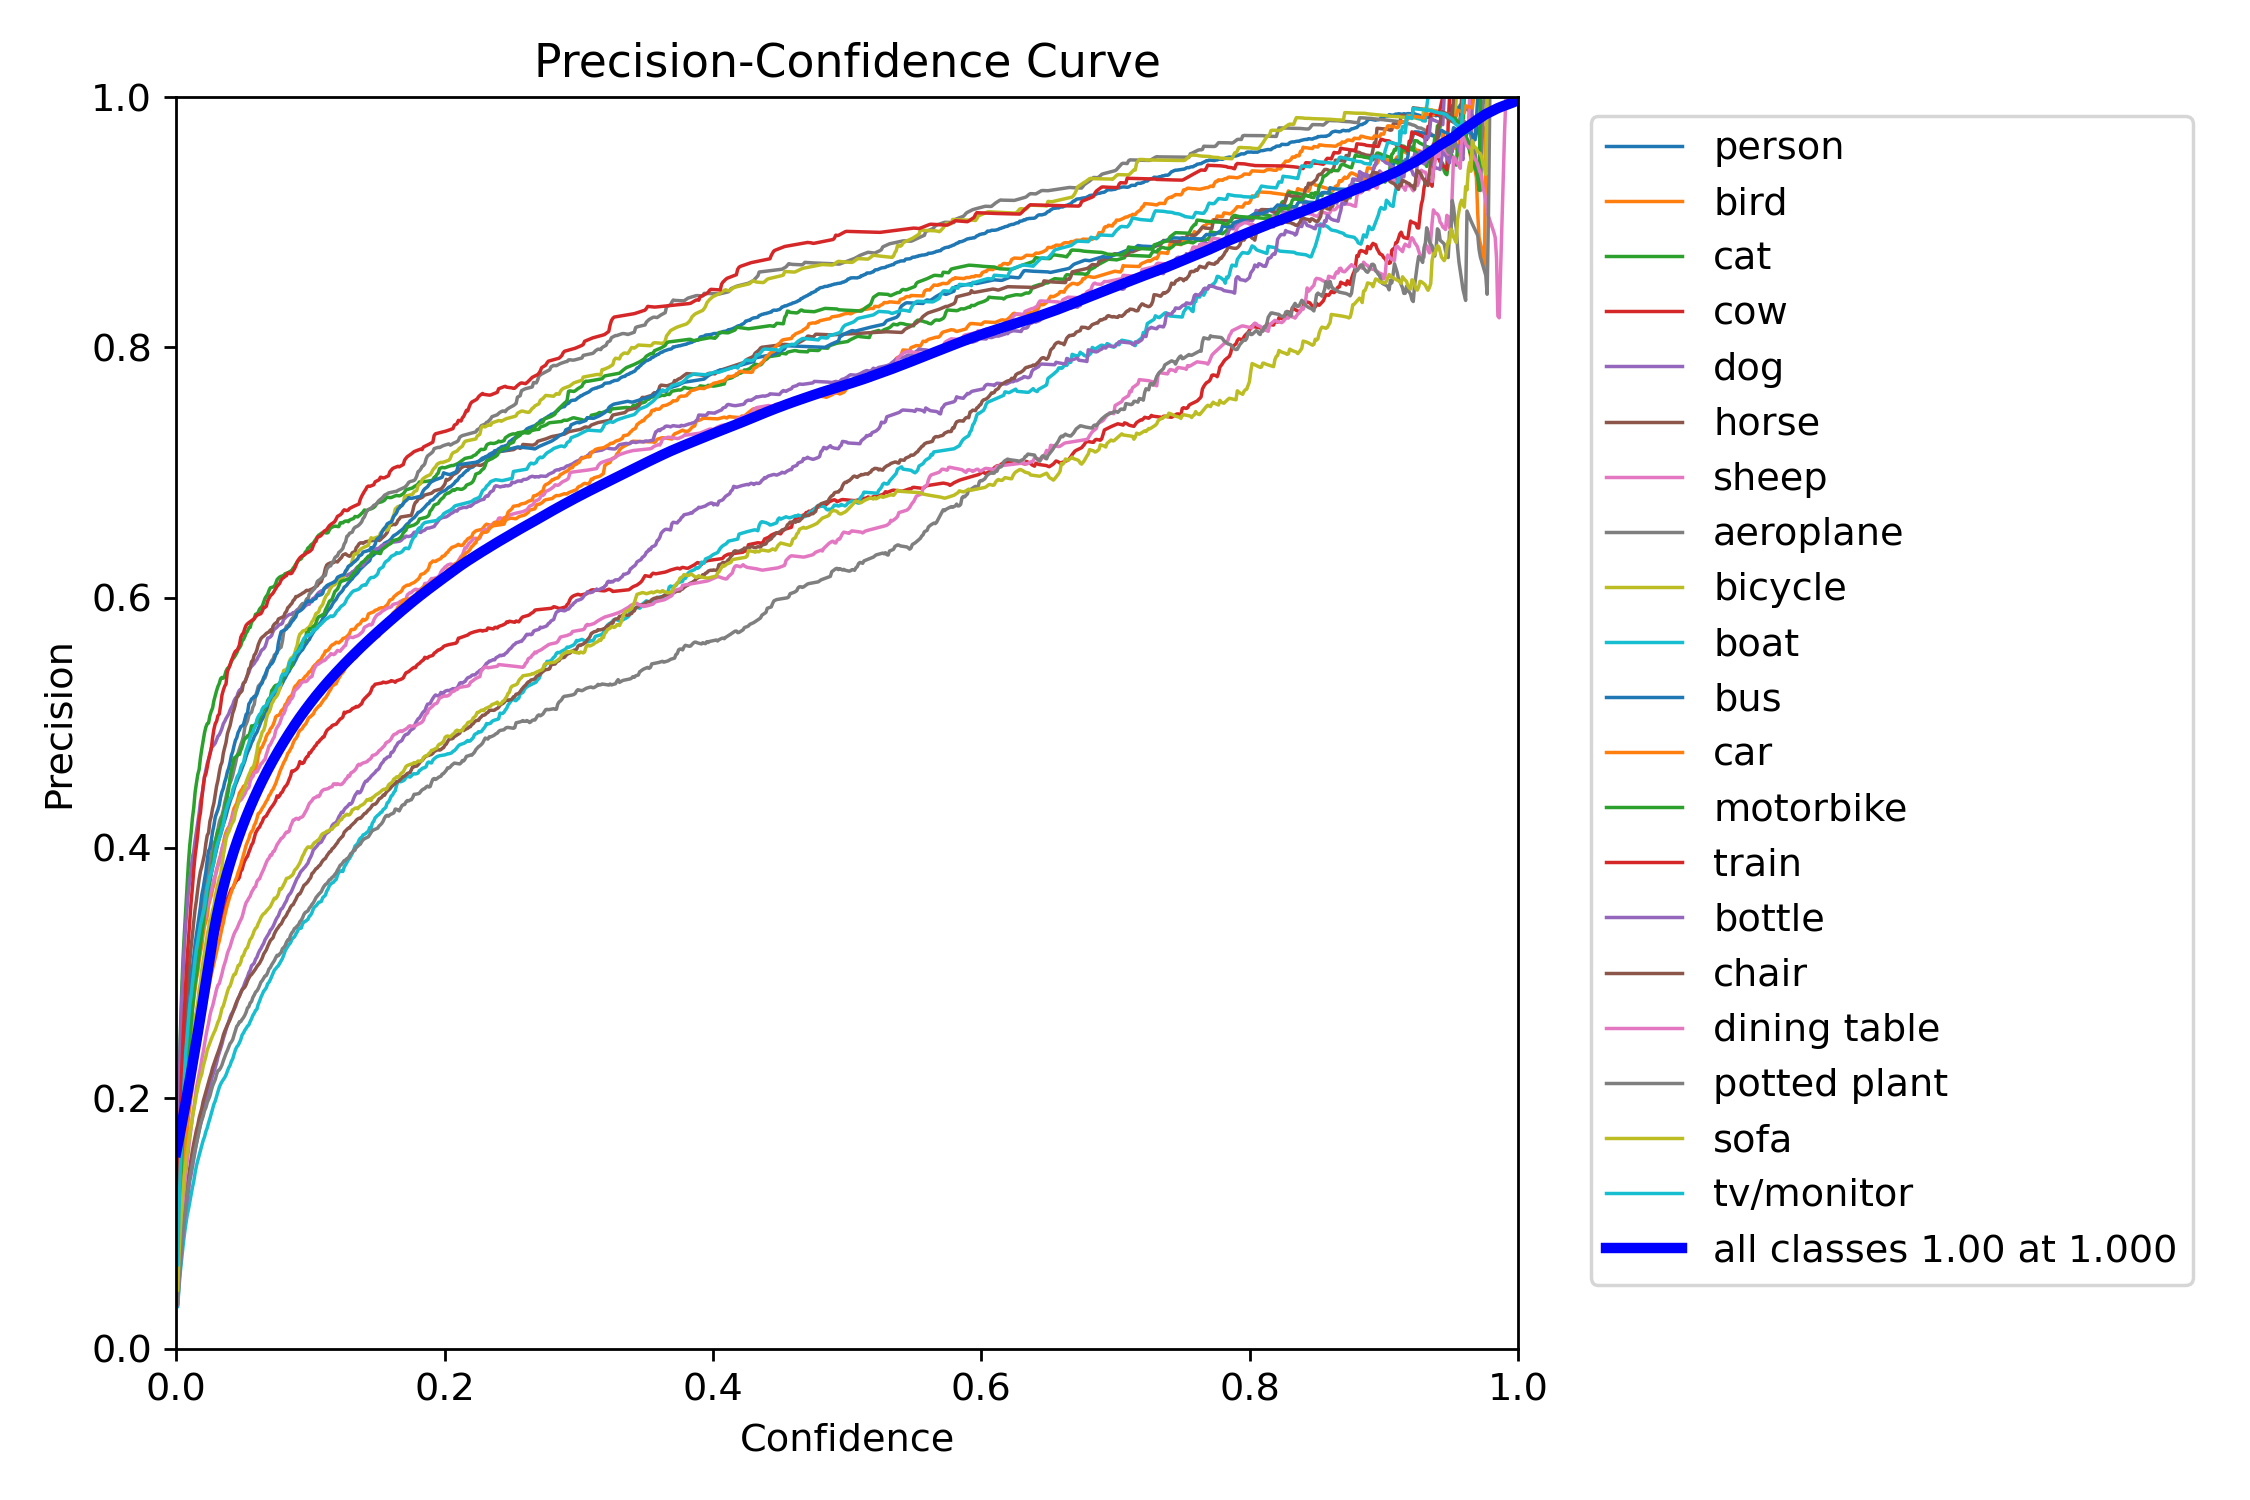 Precision-Confidence Curve
1.0
0.8
0.6
0.4
0.2
0.0
Precision
0.0 0.2 0.4 0.6 0.8 1.0
Confidence
person
bird
cat
cow
dog
horse
sheep
aeroplane
bicycle
boat
bus
car
motorbike
train
bottle
chair
dining table
potted plant
sofa
tv/monitor
all classes 1.00 at 1.000